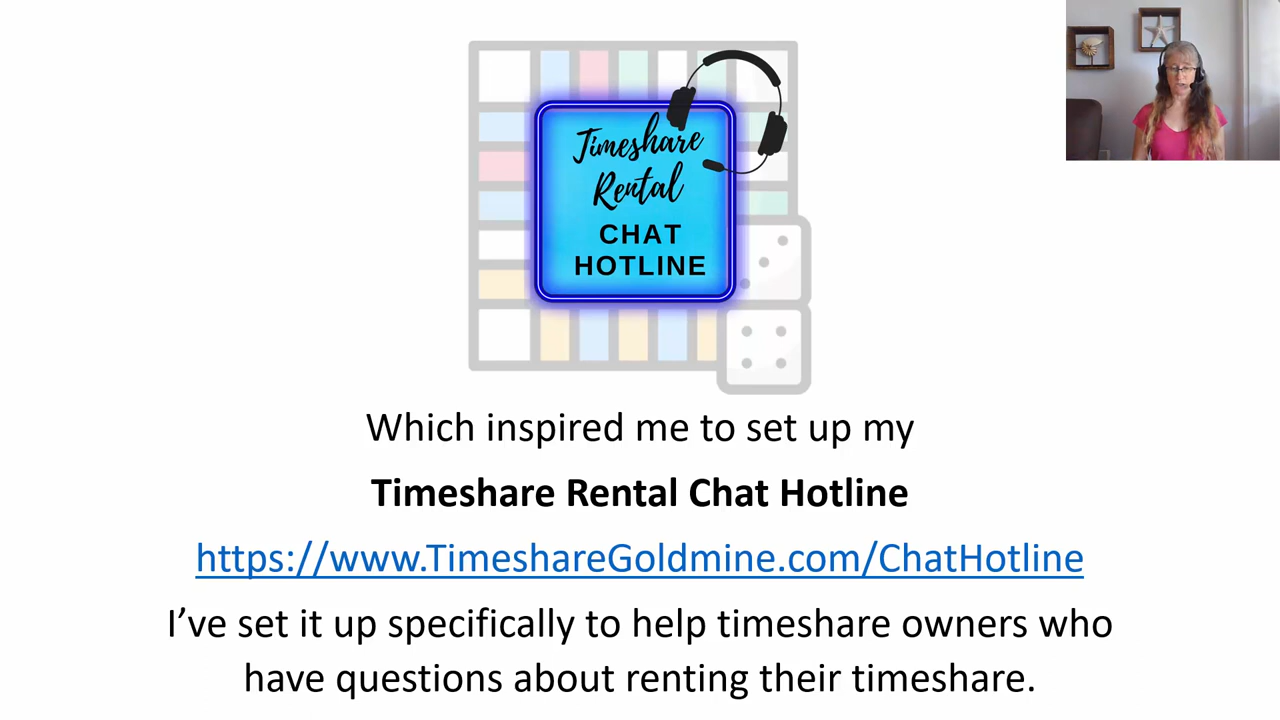 Timeshare
Rental
CHAT
HOTLINE
Which inspired me to set up my
Timeshare Rental Chat Hotline
https://www.TimeshareGoldmine.com/ChatHotline
I’ve set it up specifically to help timeshare owners who
have questions about renting their timeshare.